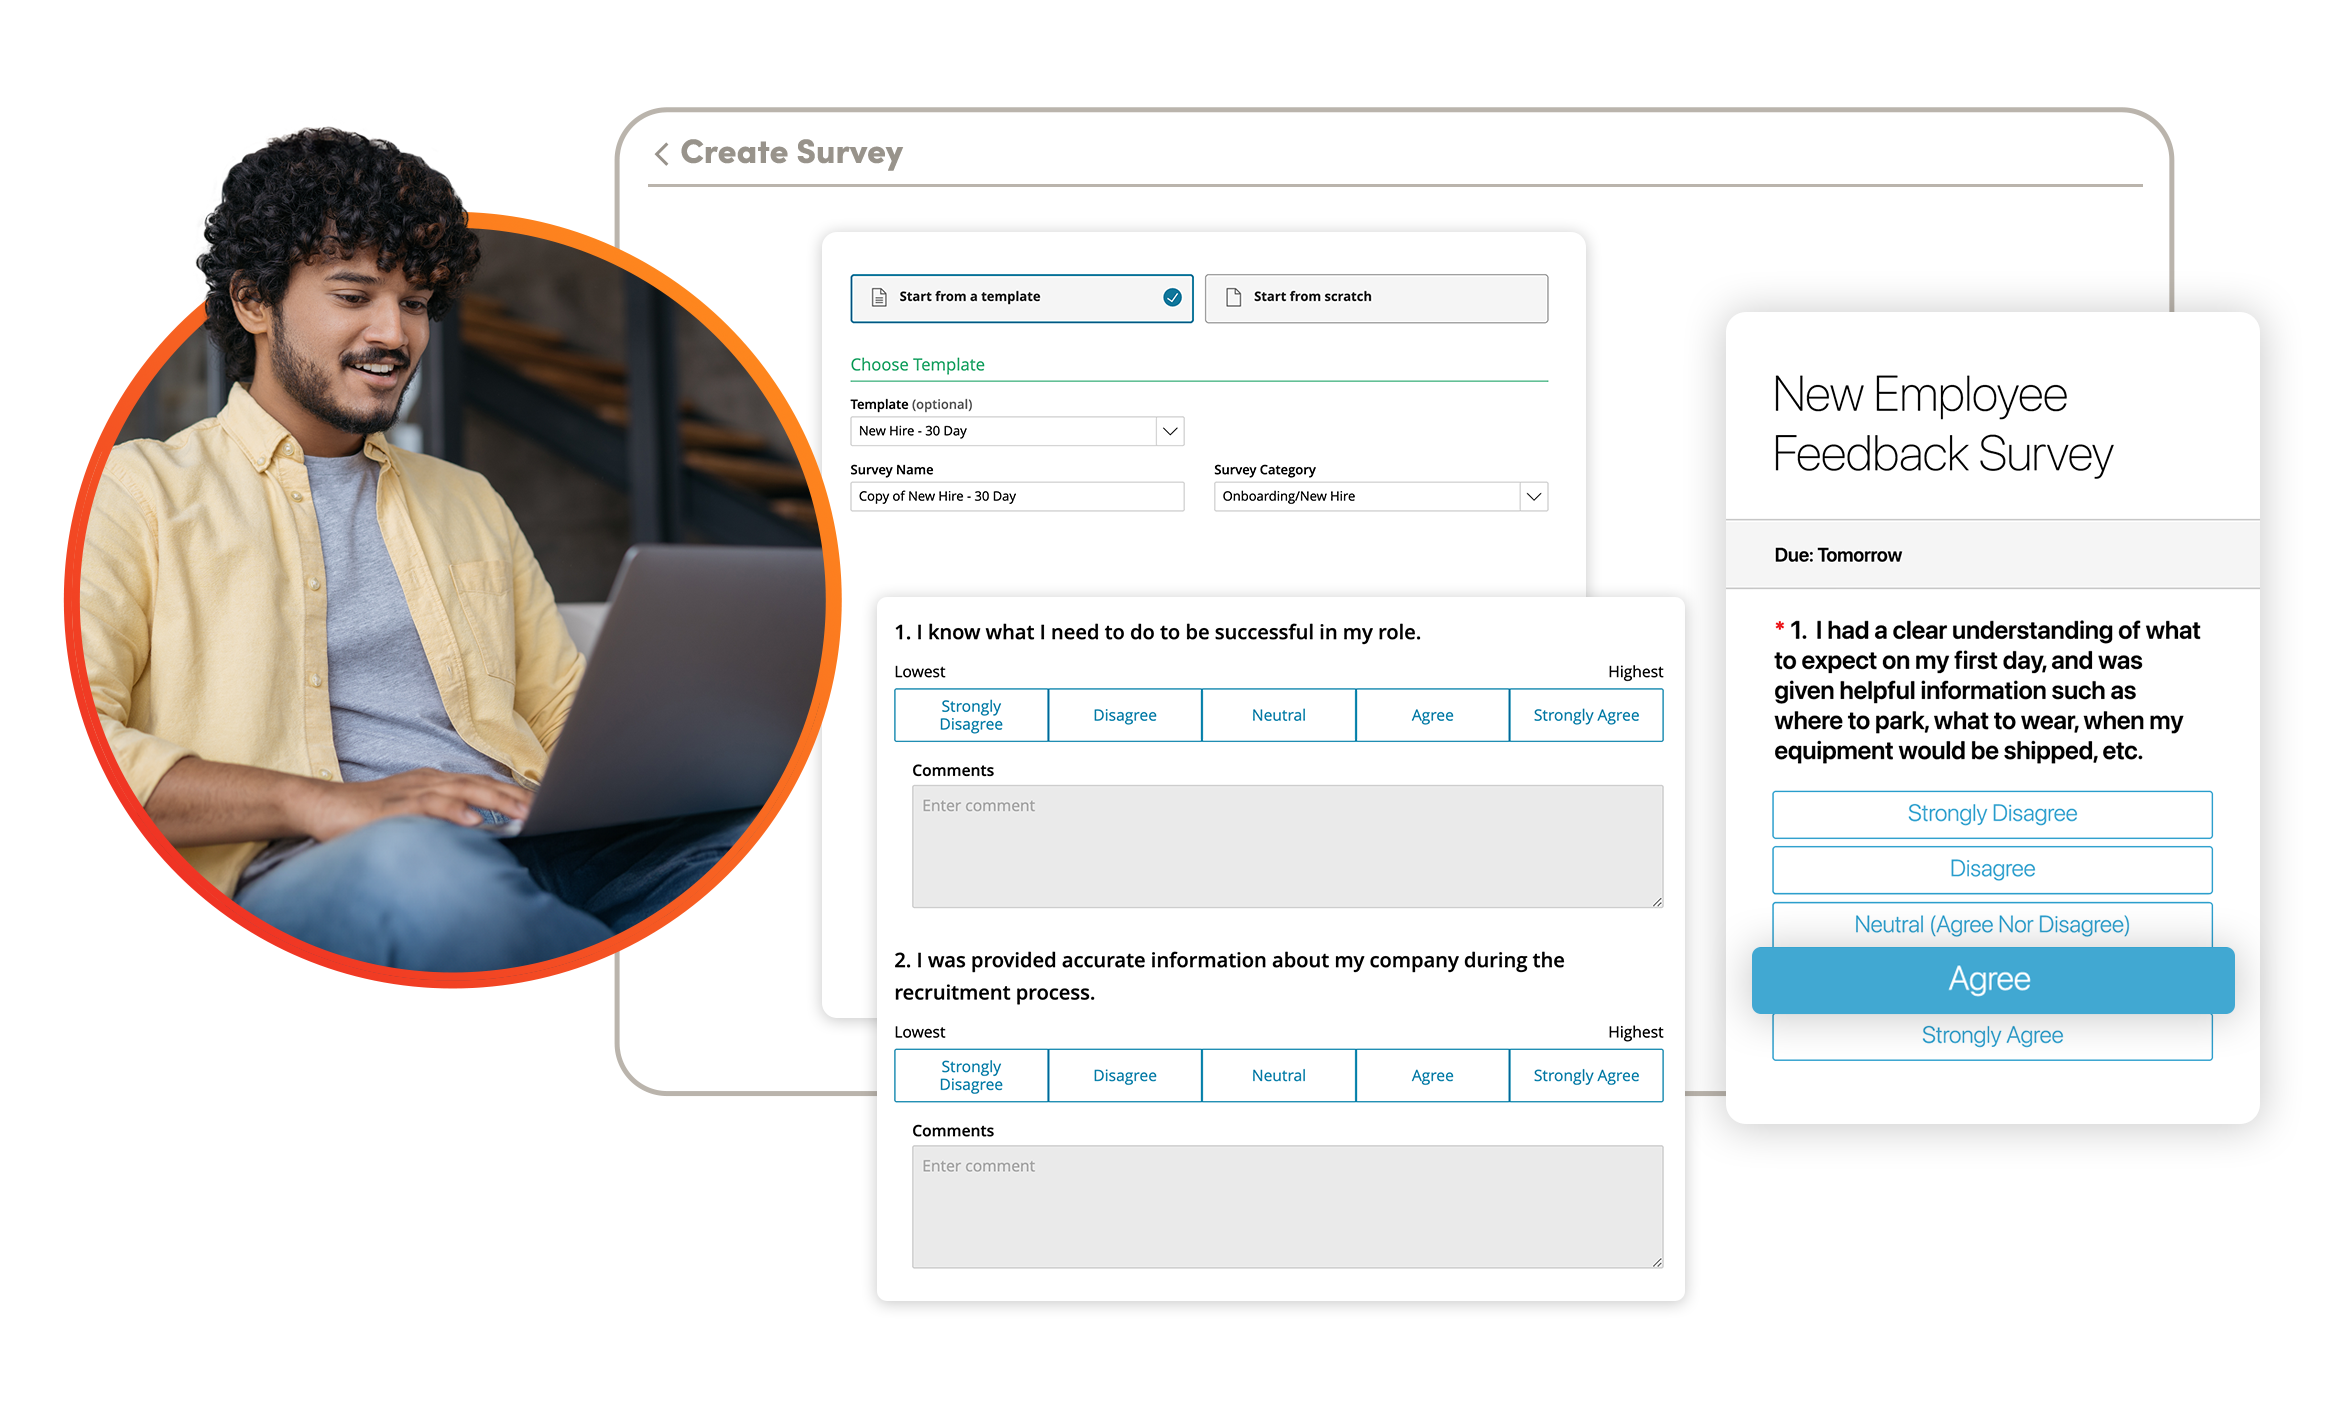 Create Survey
Start from a template
Start from scratch
Choose Template
Template (optional)
New Hire - 30 Day
Survey Name
Survey Category
Copy of New Hire - 30 Day
Onboarding/New Hire
1. I know what I need to do to be successful in my role.
Lowest
Highest
Strongly
Disagree
Disagree
Neutral
Agree
Strongly Agree
Comments
Enter comment
2. I was provided accurate information about my company during the
recruitment process.
Lowest
Highest
Strongly
Disagree
Disagree
Neutral
Agree
Strongly Agree
Comments
Enter comment
New Employee
Feedback Survey
Due: Tomorrow
* 1. I had a clear understanding of what
to expect on my first day, and was
given helpful information such as
where to park, what to wear, when my
equipment would be shipped, etc.
Strongly Disagree
Disagree
Neutral (Agree Nor Disagree)
Agree
Strongly Agree